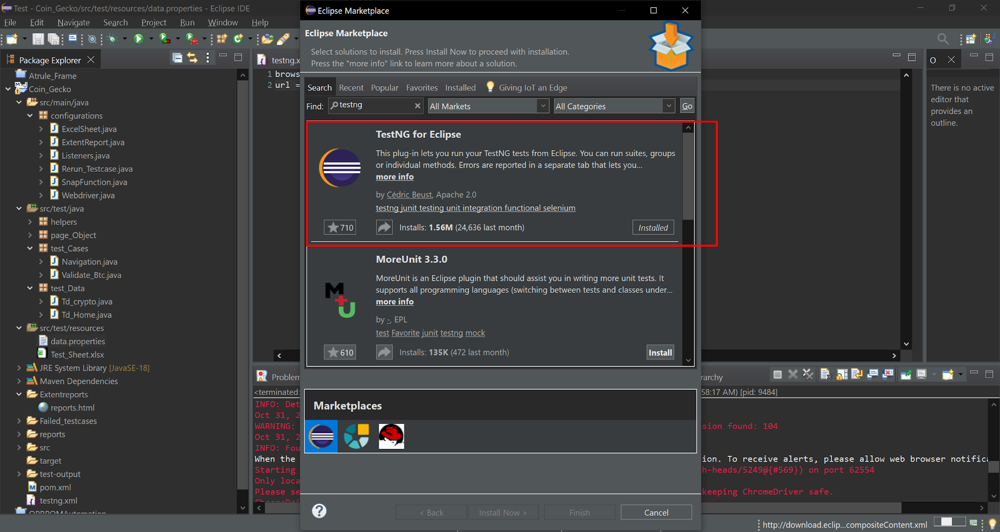 Test - Coin_Gecko/src/test/resources/data.properties - Eclipse IDE
File Edit Navigate Search Project Run Window Help
Package Explorer
Atrule_Frame
Coin_Gecko
src/main/java
configurations
ExcelSheet.java
ExtentReport.java
Listeners.java
Rerun_Testcase.java
SnapFunction.java
Webdriver.java
src/test/java
helpers
page_Object
test_Cases
Navigation.java
Validate_Btc.java
test_Data
Td_crypto.java
Td_Home.java
src/test/resources
data.properties
Test_Sheet.xlsx
JRE System Library [JavaSE-18]
Maven Dependencies
Extentreports
reports.html
Failed_testcases
reports
src
target
test-output
pom.xml
testng.xml
testng.x
1 brows
2 url =
Eclipse Marketplace
Eclipse Marketplace
Select solutions to install. Press Install Now to proceed with installation.
Press the "more info" link to learn more about a solution.
Search Recent Popular Favorites Installed Giving IoT an Edge
Find: testng All Markets All Categories Go
TestNG for Eclipse
This plug-in lets you run your TestNG tests from Eclipse. You can run suites, groups
or individual methods. Errors are reported in a separate tab that lets you...
more info
by Cédric Beust, Apache 2.0
testng junit testing unit integration functional selenium
710 Installs: 1.56M (24,636 last month) Installed
MoreUnit 3.3.0
MoreUnit is an Eclipse plugin that should assist you in writing more unit tests. It
supports all programming languages (switching between tests and classes under...
more info
by -, EPL
test Favorite junit testng mock
610 Installs: 135K (472 last month) Install
Marketplaces
< Back Install Now > Finish Cancel
O
There is no active
editor that
provides an
outline.
Problem
rarchy
<terminated> 58:17 AM) [pid: 9484]
INFO: Det
Oct 31, 2
WARNING: sion found: 104
Oct 31, 2
INFO: Fou
When the ion. To receive alerts, please allow web browser notific
Starting h-heads/5249@{#569}) on port 62554
Only loca
Please se keeping ChromeDriver safe.
http://download.eclip...compositeContent.xml